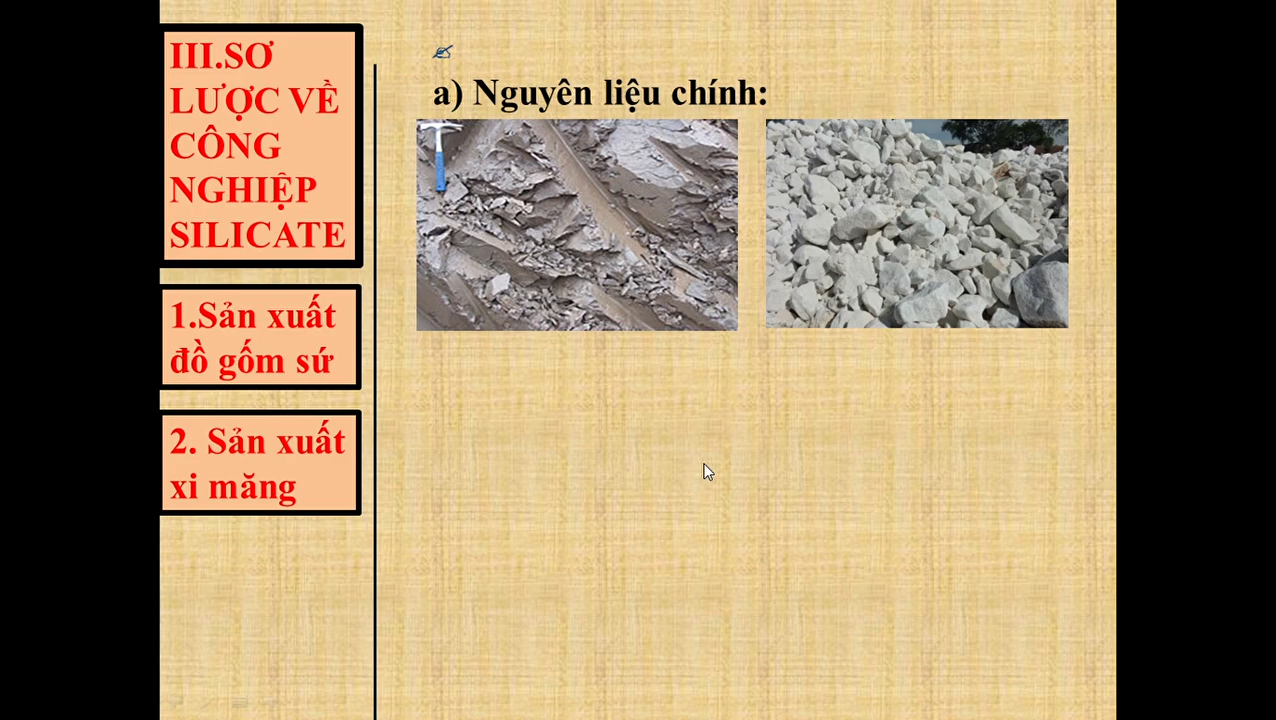 III.SƠ
LƯỢC VỀ
CÔNG
NGHIỆP
SILICATE
1.Sản xuất
đồ gốm sứ
2. Sản xuất
xi măng
a) Nguyên liệu chính: